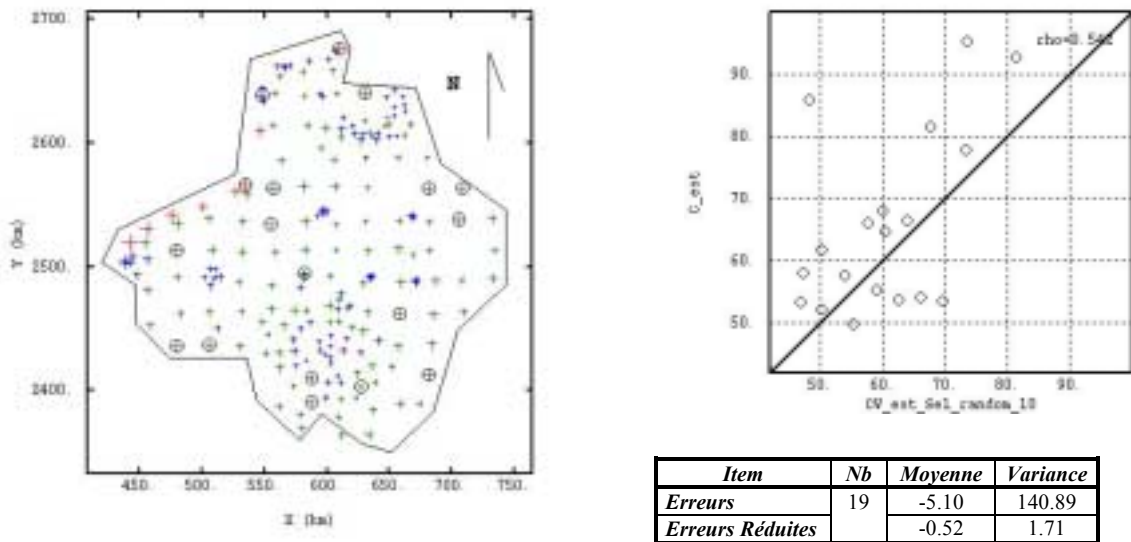 2700.
2600.
2500.
2400.
Y (km)
450. 500. 550. 600. 650. 700. 750.
X (km)
N
rho=0.542
90.
80.
70.
60.
50.
C_est
50. 60. 70. 80. 90.
CV_est_Sel_random_10
Item Nb Moyenne Variance
Erreurs 19 -5.10 140.89
Erreurs Réduites -0.52 1.71